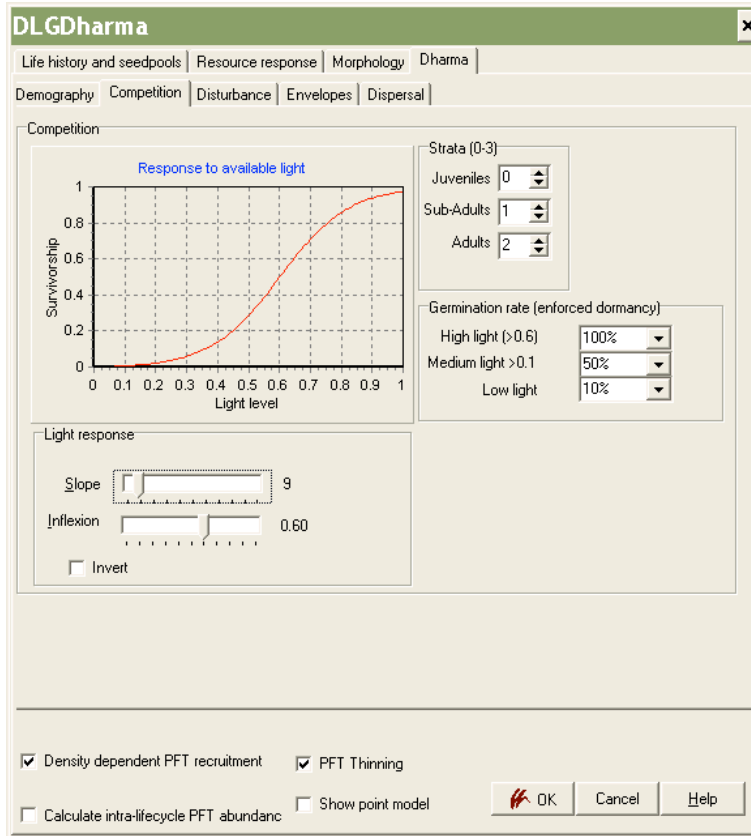 DLGDharma
Life history and seedpools Resource response Morphology Dharma
Demography Competition Disturbance Envelopes Dispersal
Competition
Response to available light
Survivorship
1
0.8
0.6
0.4
0.2
0
0 0.1 0.2 0.3 0.4 0.5 0.6 0.7 0.8 0.9 1
Light level
Strata (0-3)
Juveniles 0
Sub-Adults 1
Adults 2
Germination rate (enforced dormancy)
High light (>0.6) 100%
Medium light >0.1 50%
Low light 10%
Light response
Slope 9
Inflexion 0.60
Invert
Density dependent PFT recruitment
PFT Thinning
Calculate intra-lifecycle PFT abundanc
Show point model
OK Cancel Help